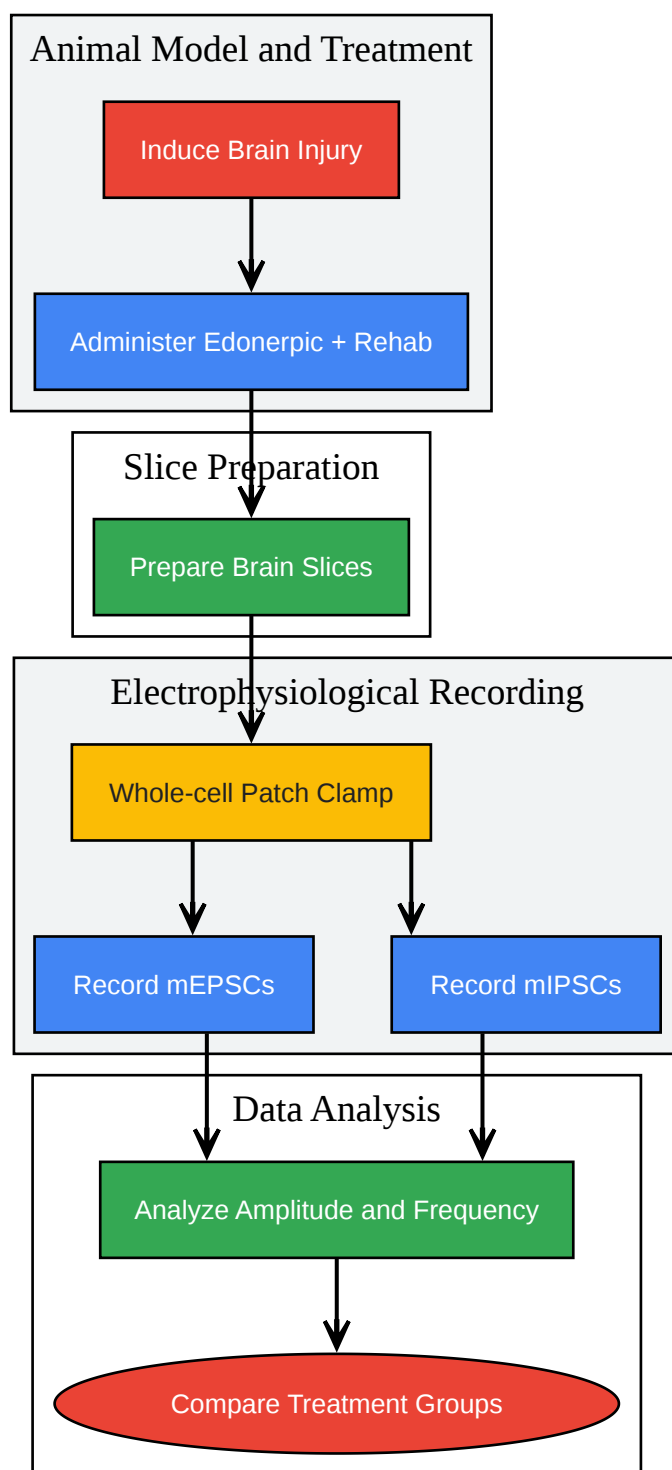 Animal Model and Treatment
Induce Brain Injury
Administer Edonerpic + Rehab
Slice Preparation
Prepare Brain Slices
Electrophysiological Recording
Whole-cell Patch Clamp
Record mEPSCs
Record mIPSCs
Data Analysis
Analyze Amplitude and Frequency
Compare Treatment Groups